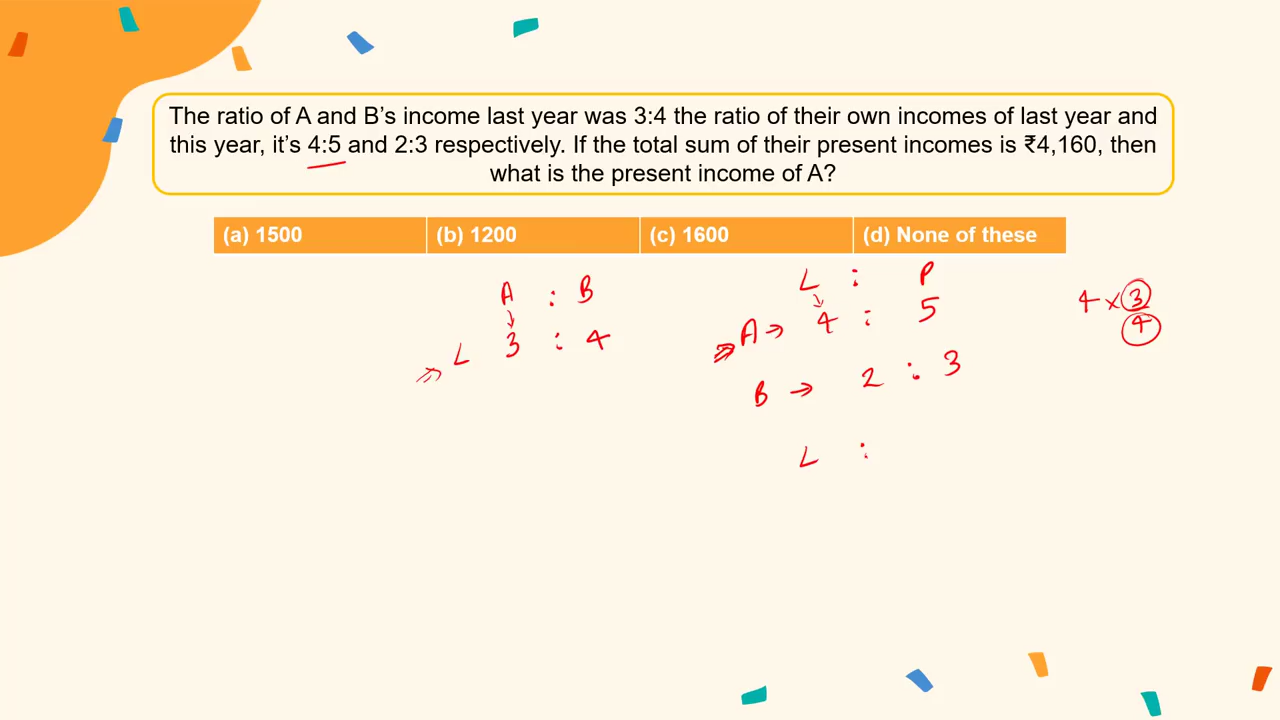 The ratio of A and B’s income last year was 3:4 the ratio of their own incomes of last year and
this year, it’s 4:5 and 2:3 respectively. If the total sum of their present incomes is ₹4,160, then
what is the present income of A?
(a) 1500 (b) 1200 (c) 1600 (d) None of these
A : B
L 3 : 4
L : P
A → 4 : 5
B → 2 : 3
L :
4 × 3/4